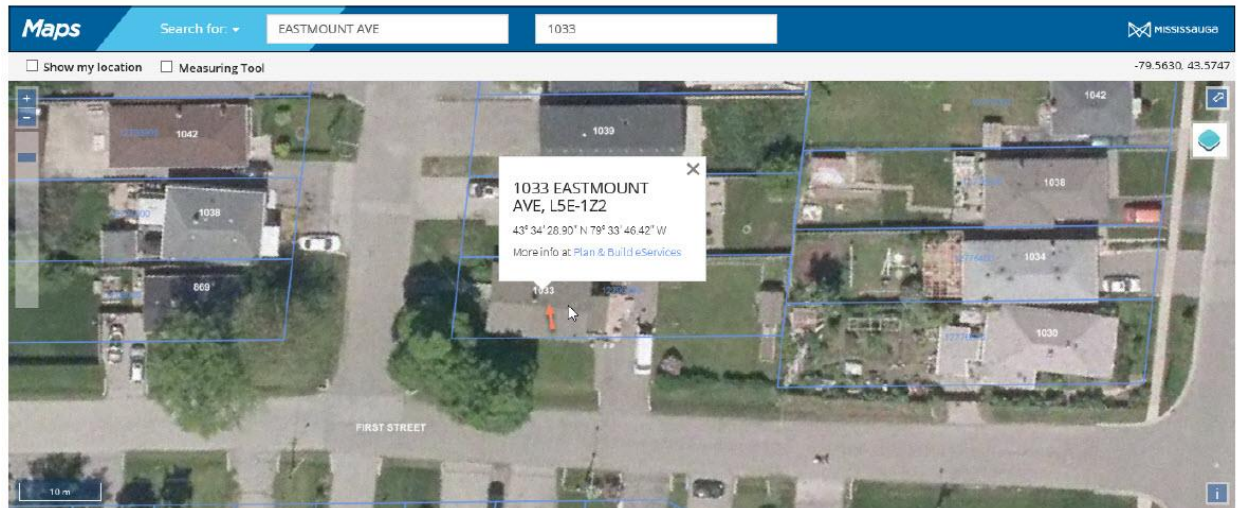 Maps
Search for:
EASTMOUNT AVE
1033
MISSISSAUGA
Show my location
Measuring Tool
-79.5630, 43.5747
+
-
1042
1039
1042
1038
1038
1033 EASTMOUNT
AVE, L5E-1Z2
43° 34' 28.90" N 79° 33' 46.42" W
More info at Plan & Build eServices
869
1033
1034
1030
FIRST STREET
10 m
i